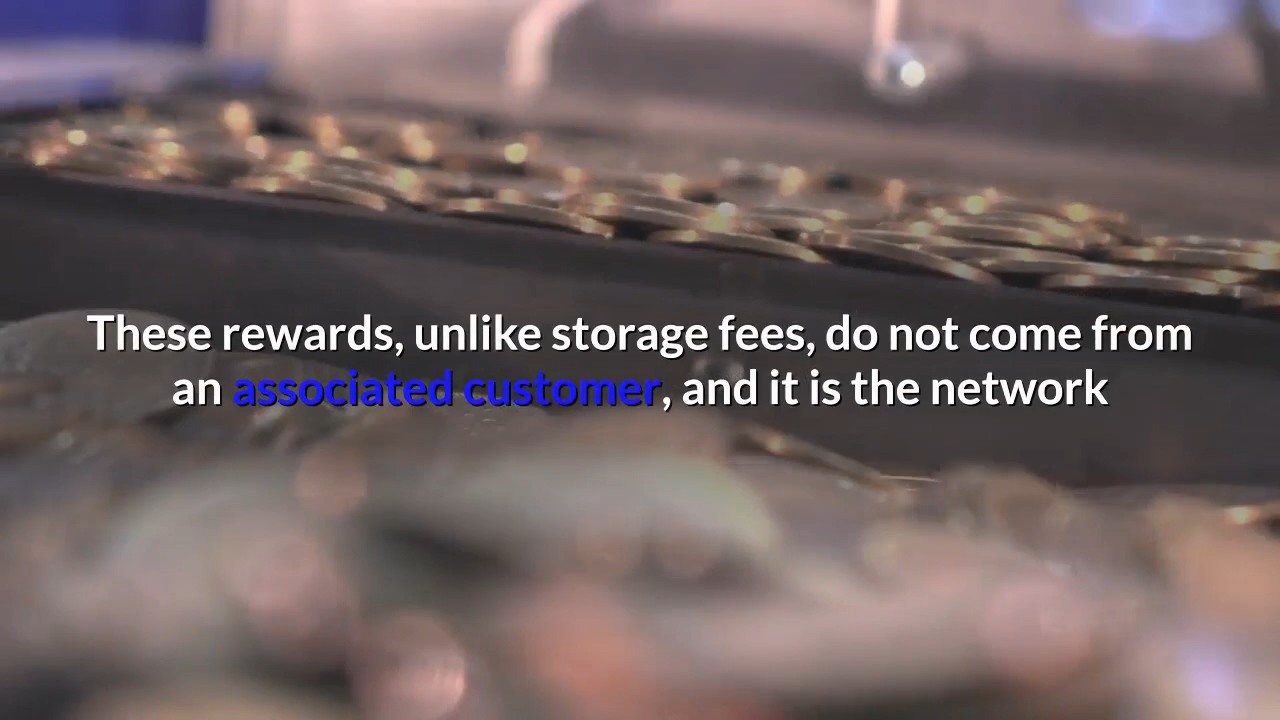 These rewards, unlike storage fees, do not come from
an associated customer, and it is the network